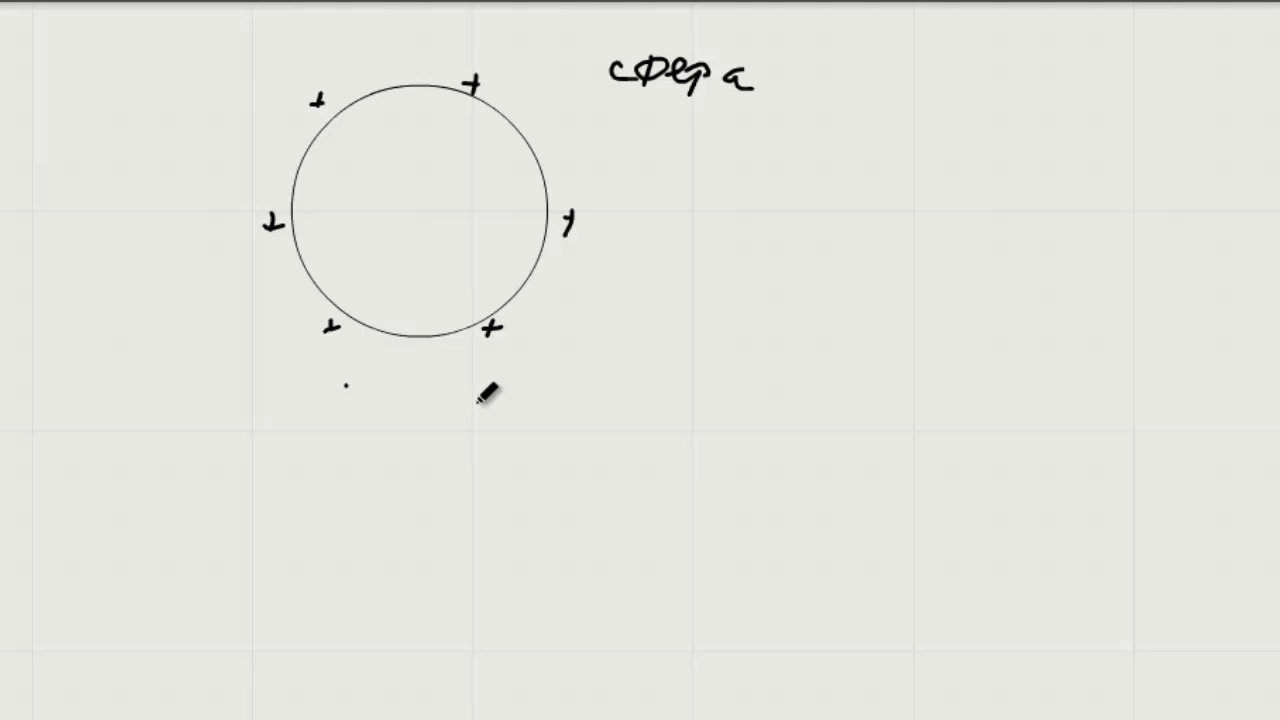 сфера
+ +
+ +
+ +